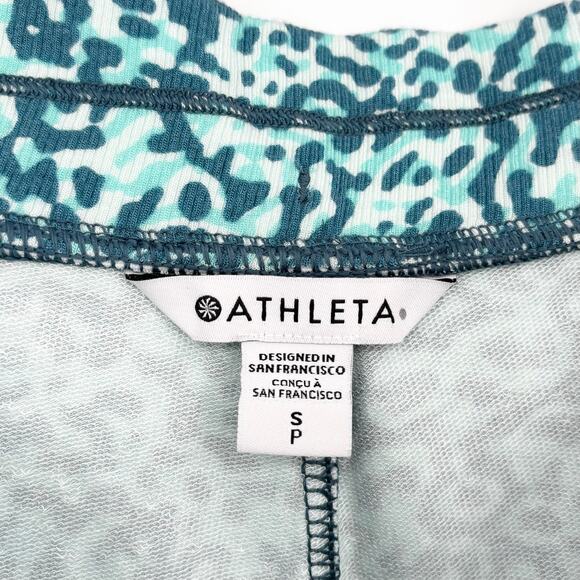 ATHLETA
DESIGNED IN
SAN FRANCISCO
CONÇU À
SAN FRANCISCO
S
P